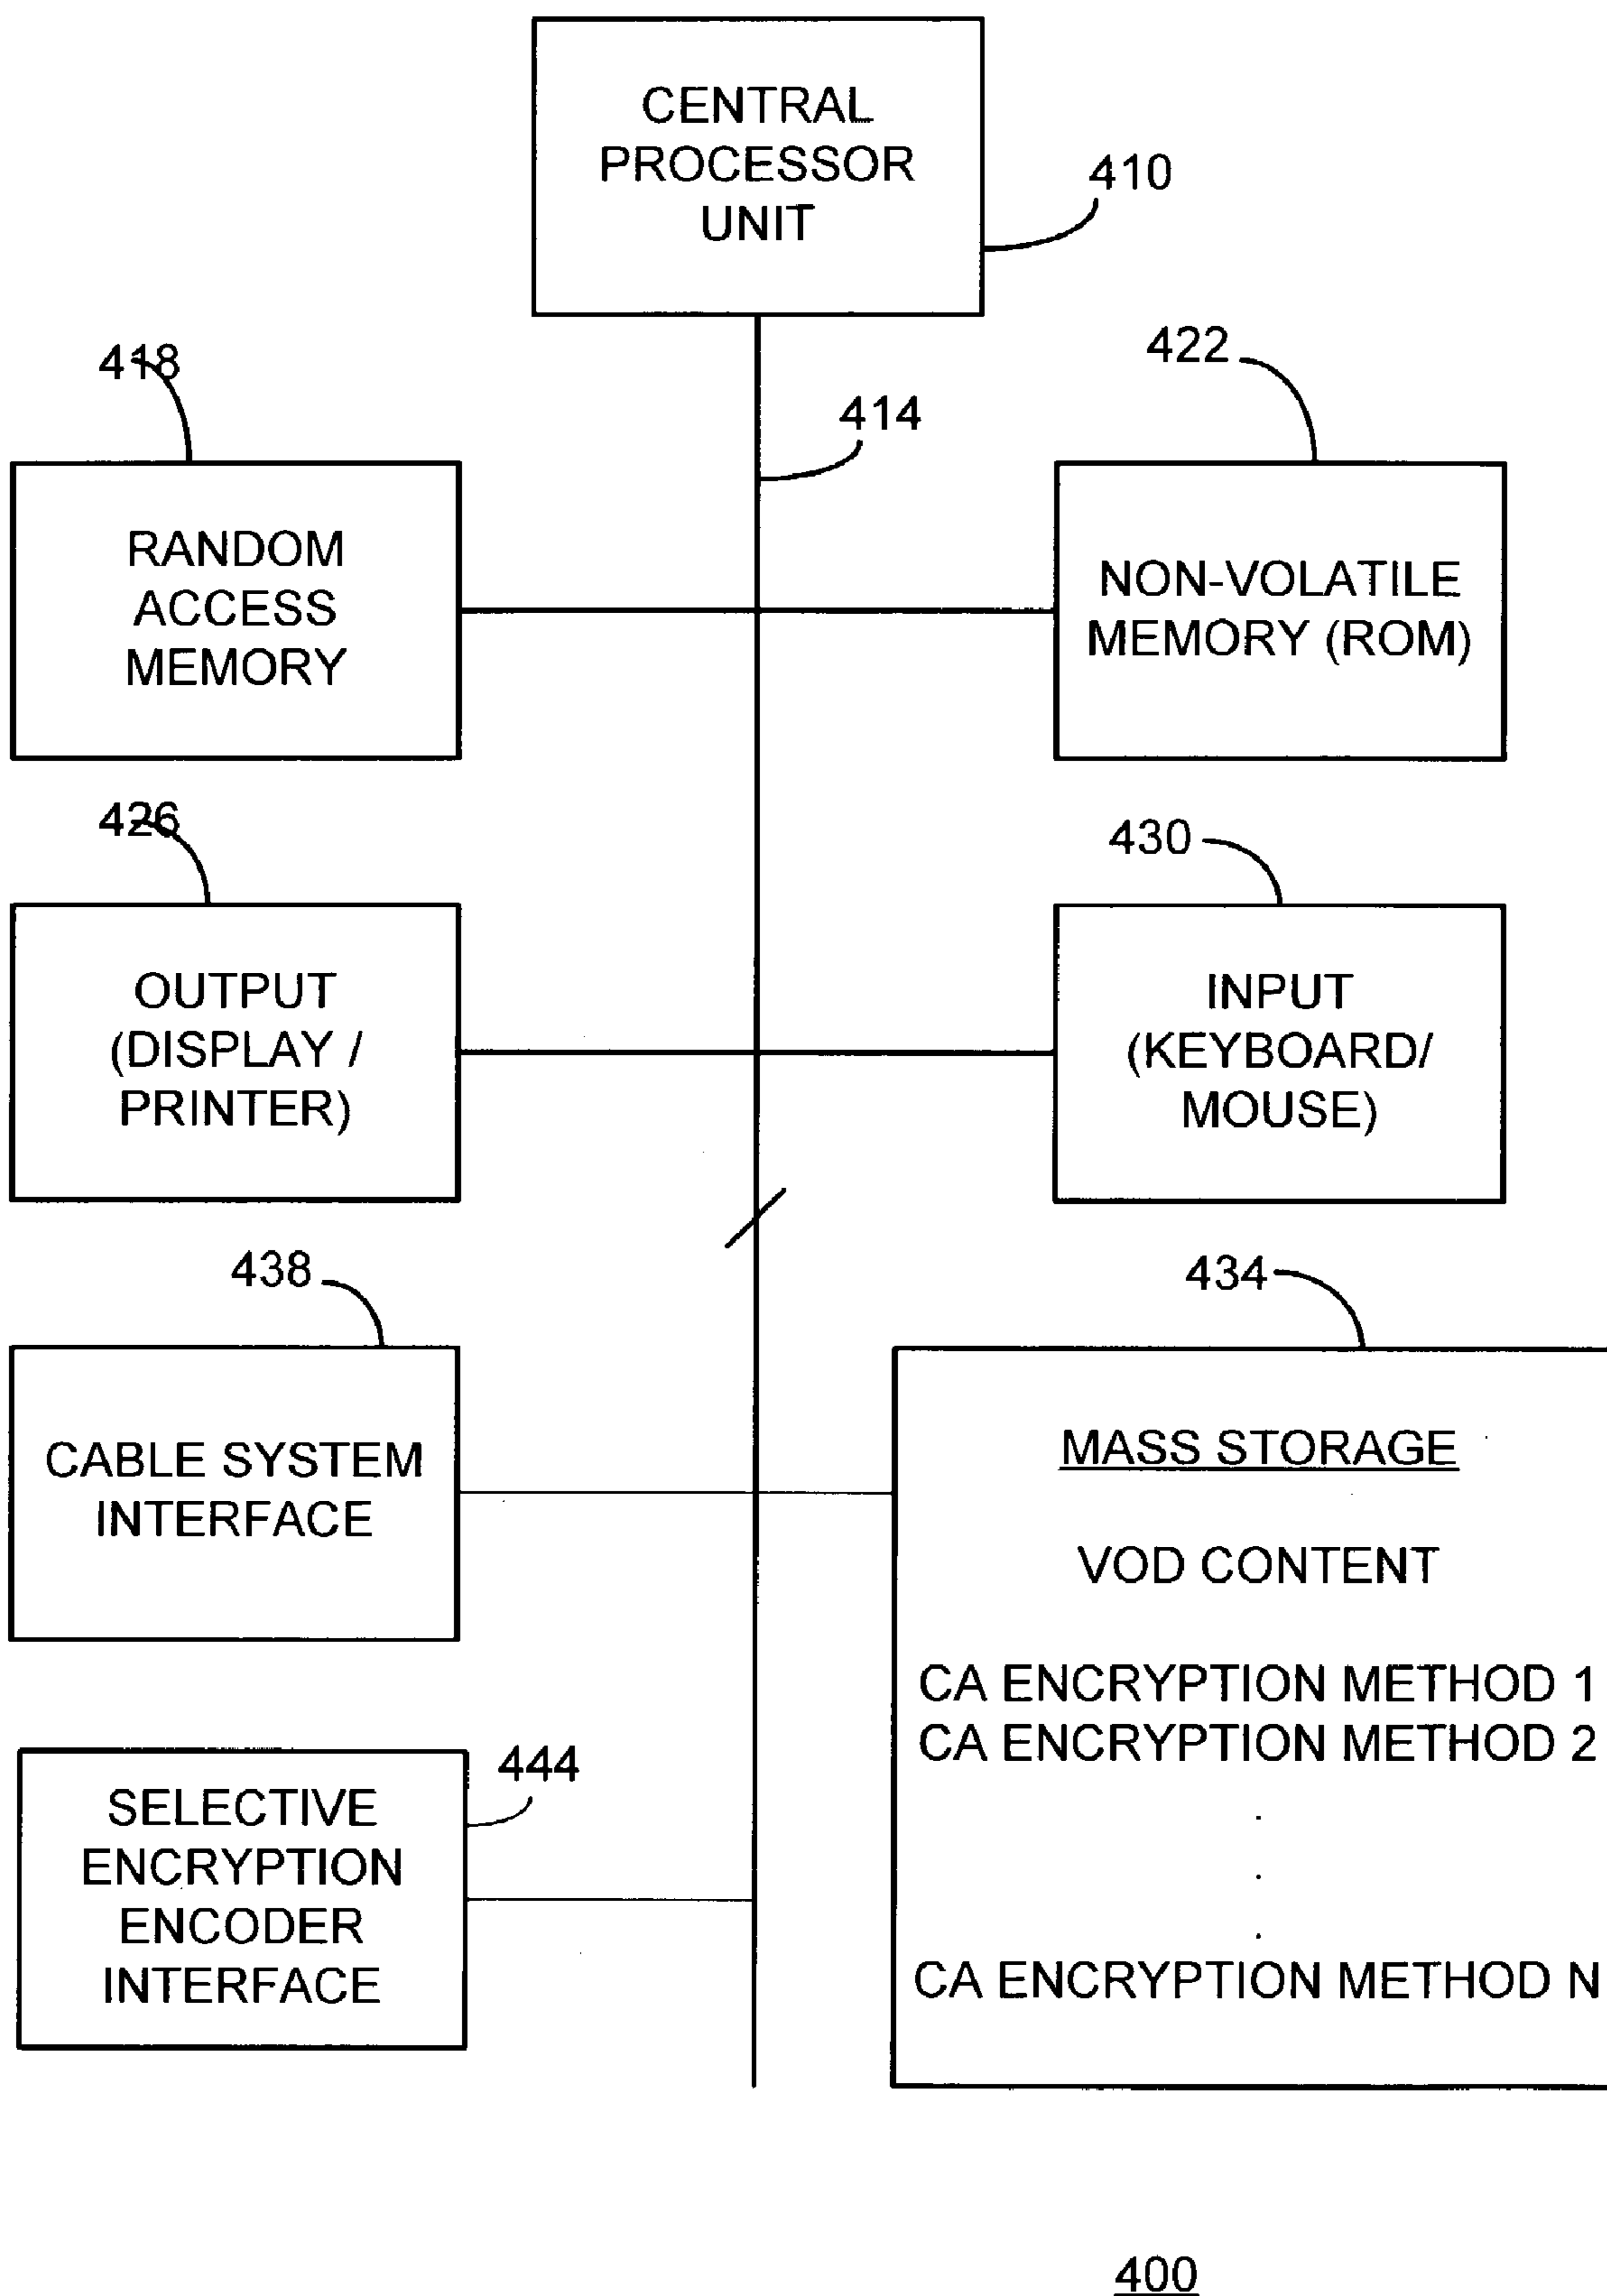 CENTRAL
PROCESSOR
UNIT
410
418
422
414
RANDOM
ACCESS
MEMORY
NON-VOLATILE
MEMORY (ROM)
426
430
OUTPUT
(DISPLAY /
PRINTER)
INPUT
(KEYBOARD/
MOUSE)
438
434
CABLE SYSTEM
INTERFACE
MASS STORAGE
VOD CONTENT
CA ENCRYPTION METHOD 1
CA ENCRYPTION METHOD 2
.
.
.
CA ENCRYPTION METHOD N
444
SELECTIVE
ENCRYPTION
ENCODER
INTERFACE
400